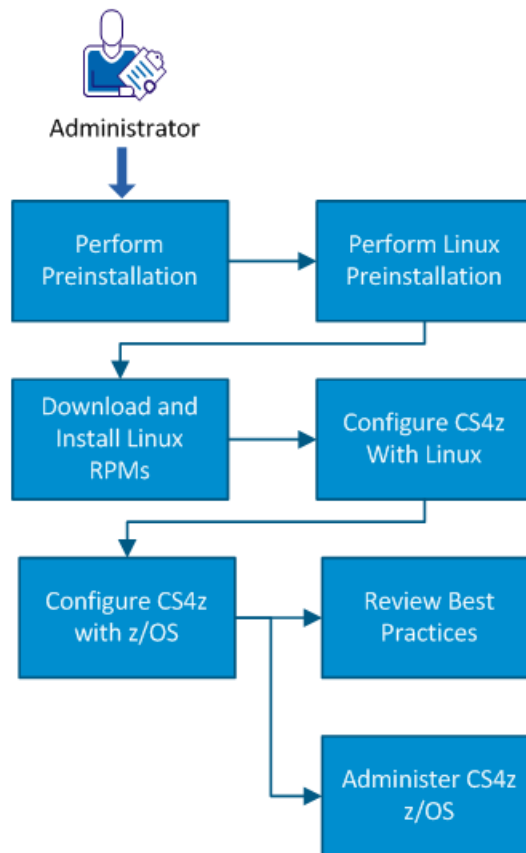 Administrator
Perform
Preinstallation
Perform Linux
Preinstallation
Download and
Install Linux
RPMs
Configure CS4z
With Linux
Configure CS4z
with z/OS
Review Best
Practices
Administer CS4z
z/OS